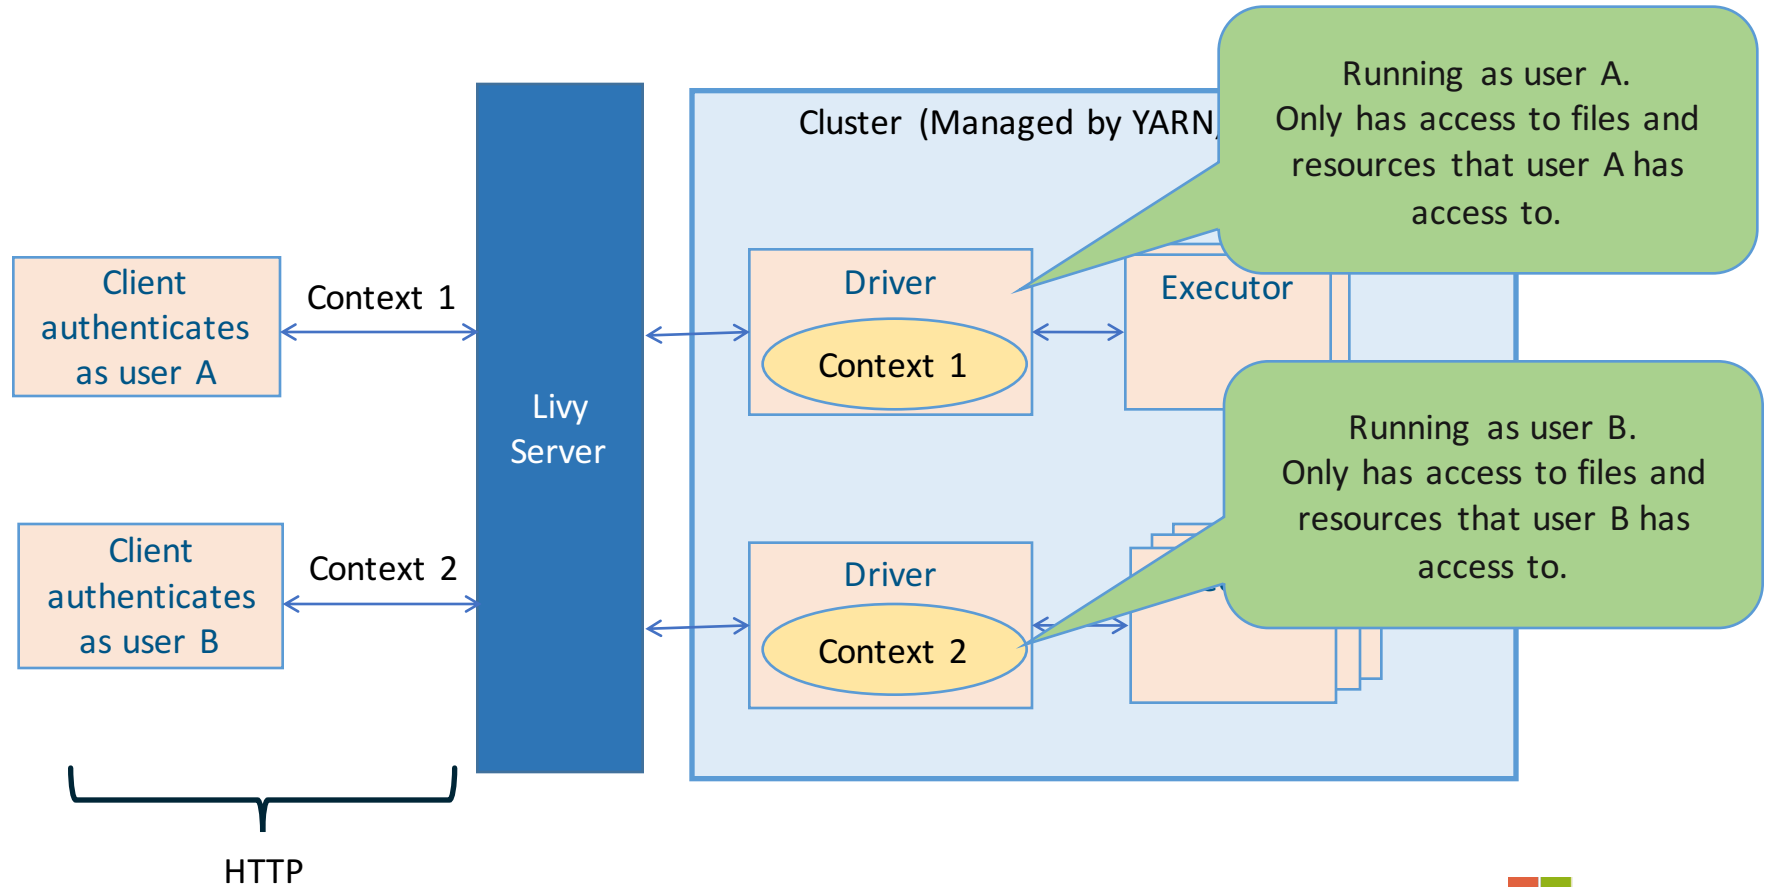 Running as user A.
Only has access to files and
resources that user A has
access to.
Cluster (Managed by YARN,
Client
authenticates
as user A
Context 1
Driver
Context 1
Executor
Livy
Server
Running as user B.
Only has access to files and
resources that user B has
access to.
Client
authenticates
as user B
Context 2
Driver
Context 2
HTTP